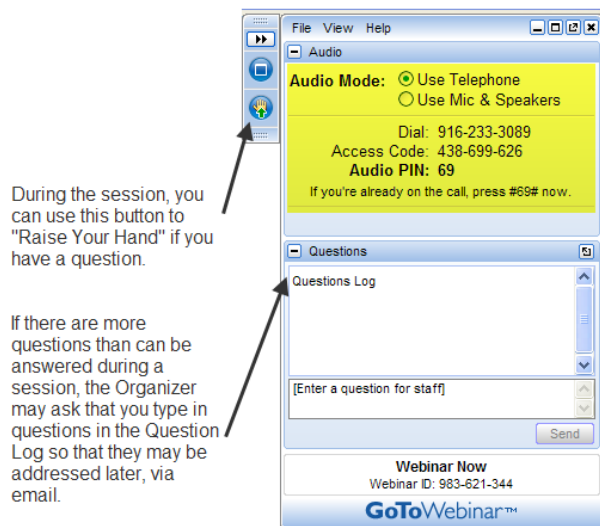 During the session, you
can use this button to
"Raise Your Hand" if you
have a question.
If there are more
questions than can be
answered during a
session, the Organizer
may ask that you type in
questions in the Question
Log so that they may be
addressed later, via
email.
File View Help
Audio
Audio Mode: Use Telephone
Use Mic & Speakers
Dial: 916-233-3089
Access Code: 438-699-626
Audio PIN: 69
If you're already on the call, press #69# now.
Questions
Questions Log
[Enter a question for staff]
Send
Webinar Now
Webinar ID: 983-621-344
GoToWebinar™